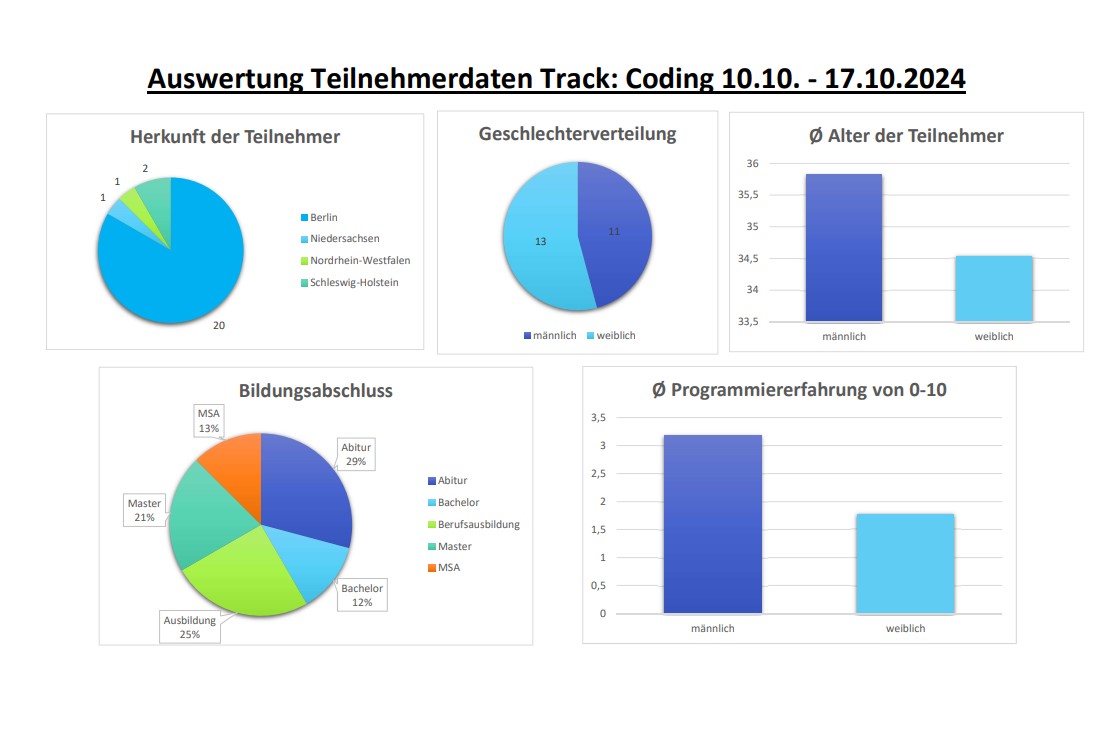 Auswertung Teilnehmerdaten Track: Coding 10.10. - 17.10.2024
Herkunft der Teilnehmer
2
1
1
20
Berlin
Niedersachsen
Nordrhein-Westfalen
Schleswig-Holstein
Geschlechterverteilung
11
13
männlich weiblich
Ø Alter der Teilnehmer
36
35,5
35
34,5
34
33,5
männlich weiblich
Bildungsabschluss
MSA
13%
Abitur
29%
Master
21%
Bachelor
12%
Ausbildung
25%
Abitur
Bachelor
Berufsausbildung
Master
MSA
Ø Programmiererfahrung von 0-10
3,5
3
2,5
2
1,5
1
0,5
0
männlich weiblich